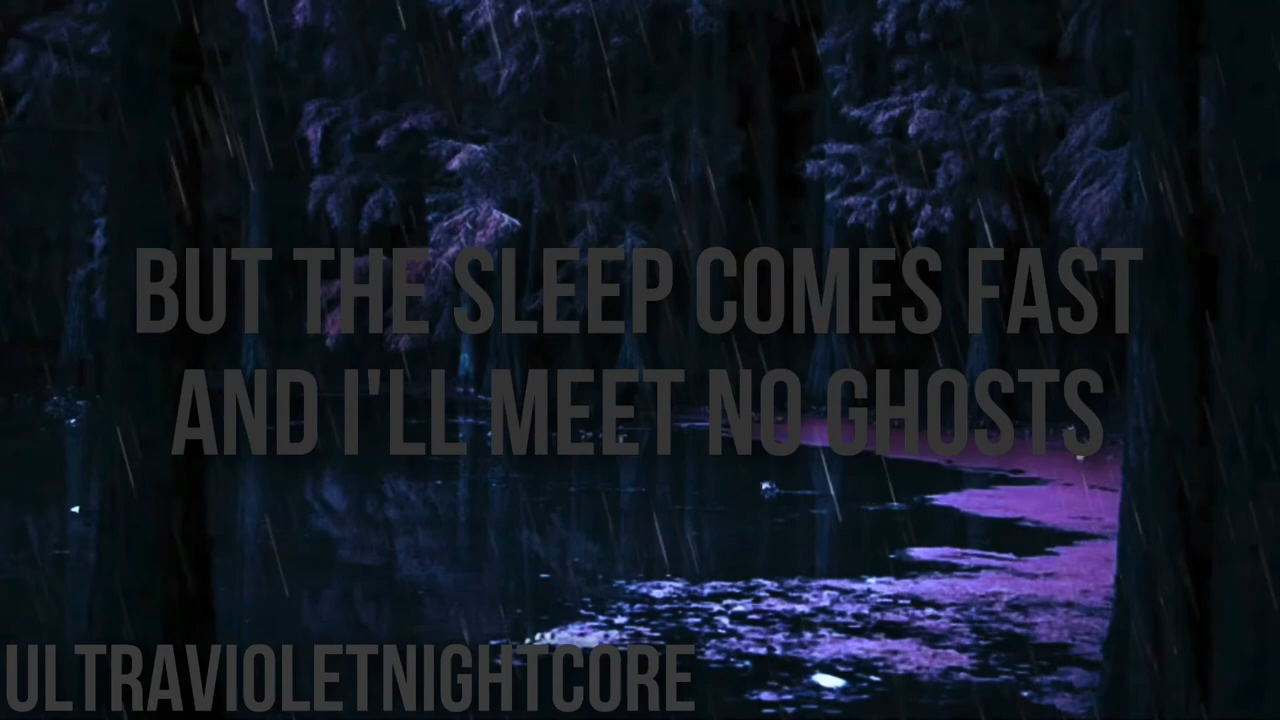 BUT THE SLEEP COMES FAST
AND I'LL MEET NO GHOSTS
ULTRAVIOLETNIGHTCORE